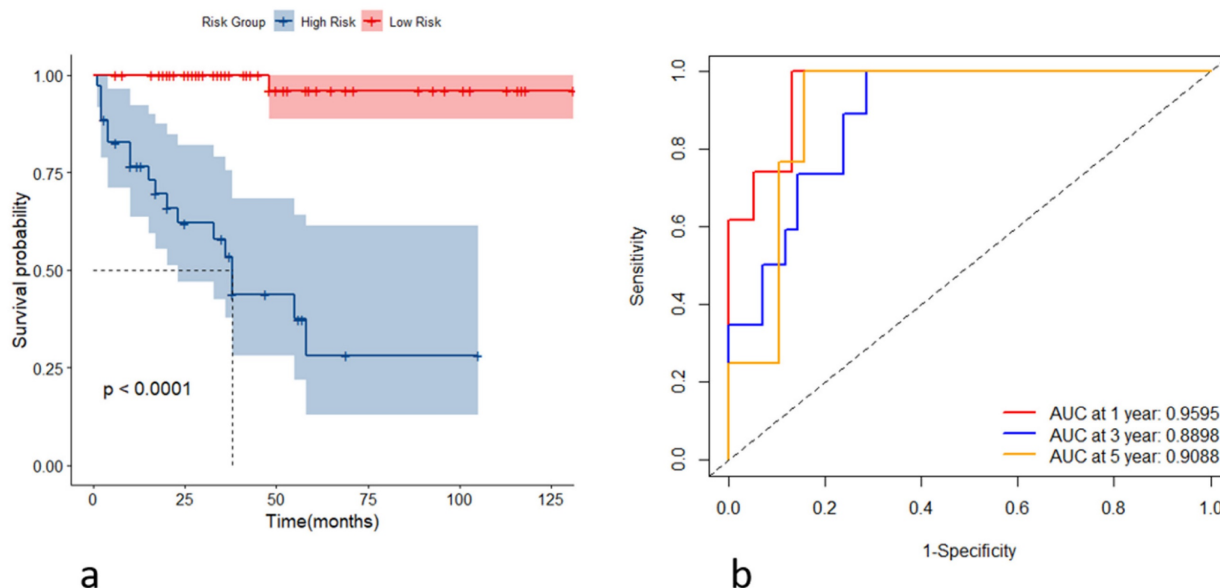 Risk Group High Risk Low Risk
Survival probability
1.00
0.75
0.50
0.25
0.00
p < 0.0001
0 25 50 75 100 125
Time(months)
a
Sensitivity
1.0
0.8
0.6
0.4
0.2
0.0
AUC at 1 year: 0.9595
AUC at 3 year: 0.8898
AUC at 5 year: 0.9088
0.0 0.2 0.4 0.6 0.8 1.0
1-Specificity
b